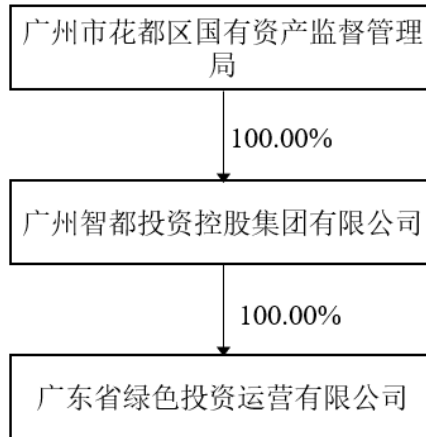 广州市花都区国有资产监督管理
局
100.00%
广州智都投资控股集团有限公司
100.00%
广东省绿色投资运营有限公司